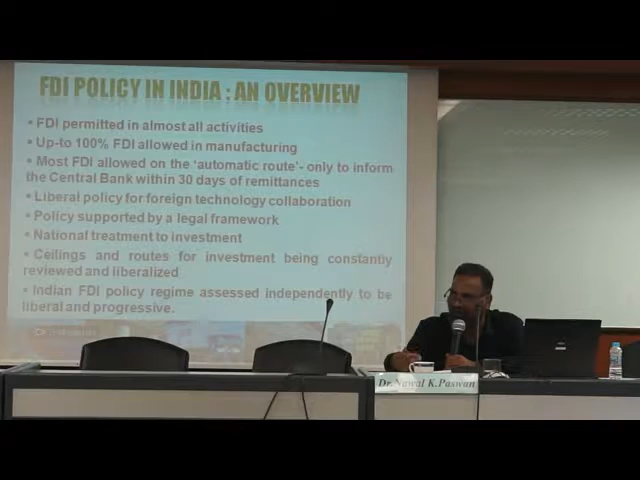 FDI POLICY IN INDIA : AN OVERVIEW
• FDI permitted in almost all activities
• Up-to 100% FDI allowed in manufacturing
• Most FDI allowed on the 'automatic route'- only to inform
the Central Bank within 30 days of remittances
• Liberal policy for foreign technology collaboration
• Policy supported by a legal framework
• National treatment to investment
• Ceilings and routes for investment being constantly
reviewed and liberalized
• Indian FDI policy regime assessed independently to be
liberal and progressive.
Dr. Nawal K.Paswan